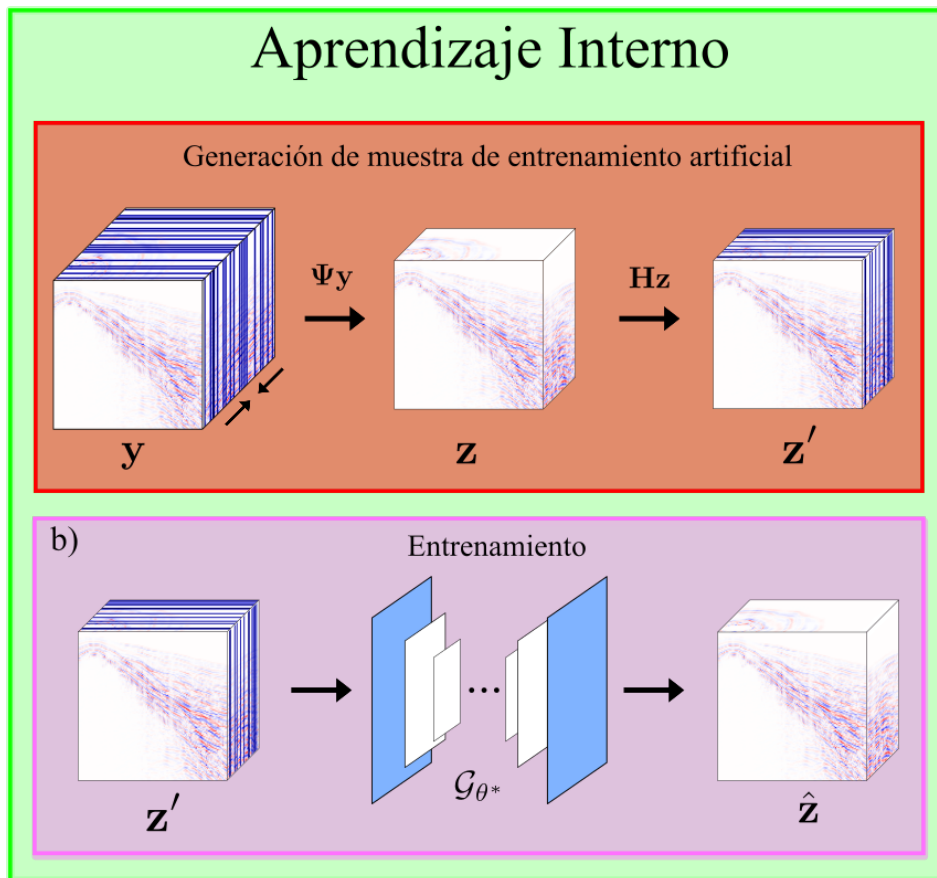 Aprendizaje Interno
Generación de muestra de entrenamiento artificial
Ψy
Hz
y
z
z′
b)
Entrenamiento
...
z′
𝒢θ*
ẑ